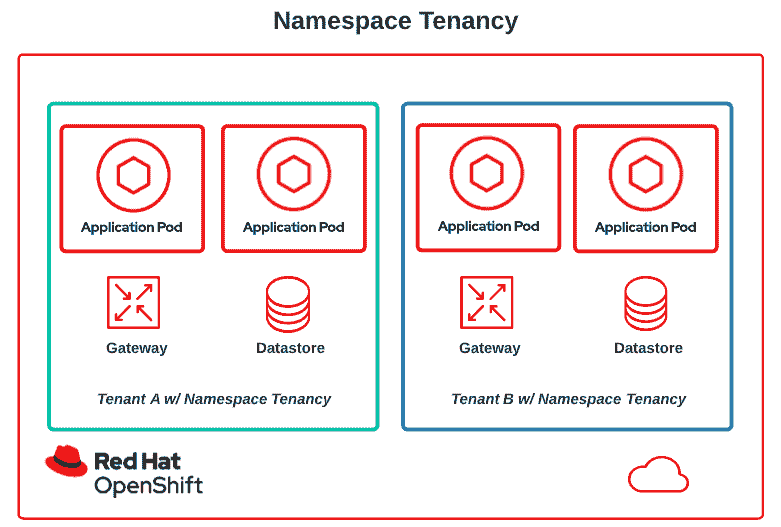 Namespace Tenancy
Application Pod
Application Pod
Gateway
Datastore
Tenant A w/ Namespace Tenancy
Application Pod
Application Pod
Gateway
Datastore
Tenant B w/ Namespace Tenancy
Red Hat
OpenShift